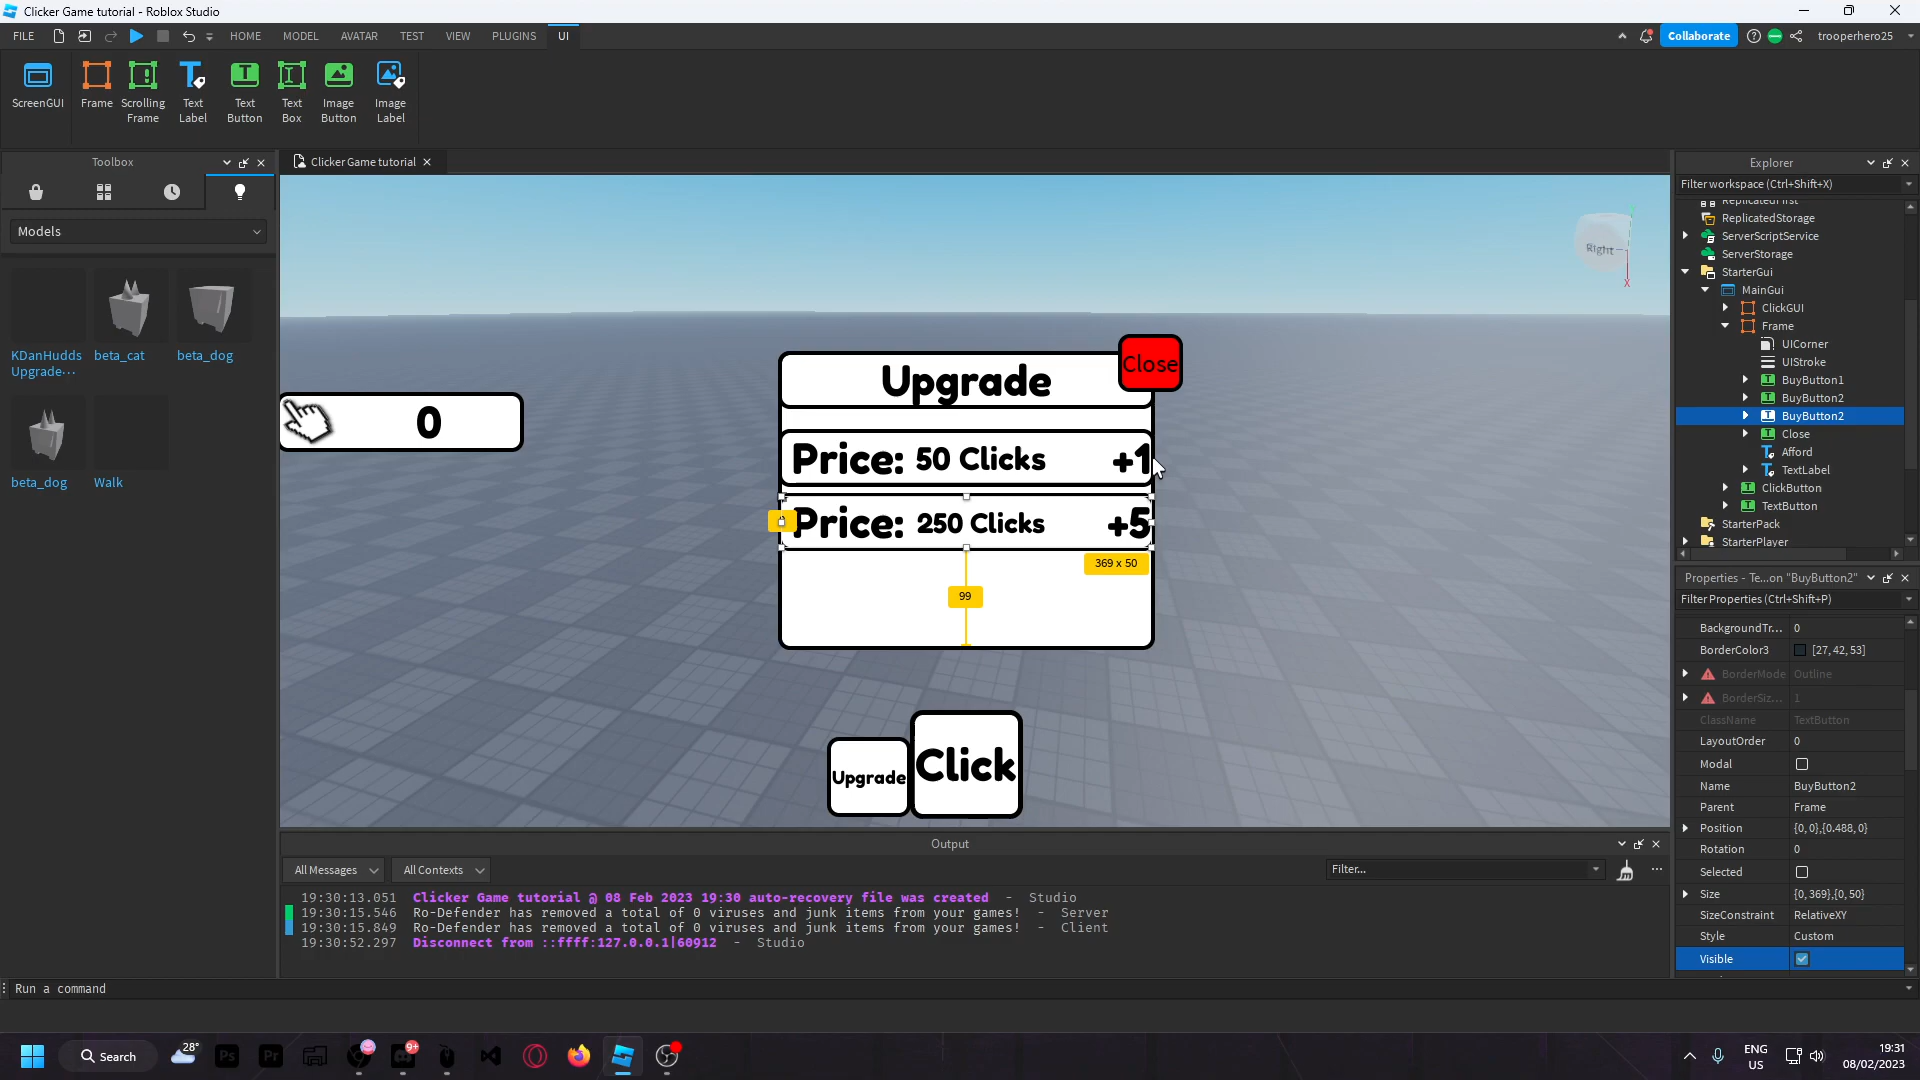 Clicker Game tutorial - Roblox Studio
FILE
HOME
MODEL
AVATAR
TEST
VIEW
PLUGINS
UI
Collaborate
trooperhero25
ScreenGUI
Frame
Scrolling
Frame
Text
Label
Text
Button
Text
Box
Image
Button
Image
Label
Toolbox
Models
KDanHudds
Upgrade···
beta_cat
beta_dog
beta_dog
Walk
Clicker Game tutorial
Right
X
0
Upgrade
Close
Price: 50 Clicks +1
Price: 250 Clicks +5
369 x 50
99
Upgrade
Click
Output
All Messages
All Contexts
Filter...
19:30:13.051 Clicker Game tutorial @ 08 Feb 2023 19:30 auto-recovery file was created - Studio
19:30:15.546 Ro-Defender has removed a total of 0 viruses and junk items from your games! - Server
19:30:15.849 Ro-Defender has removed a total of 0 viruses and junk items from your games! - Client
19:30:52.297 Disconnect from ::ffff:127.0.0.1|60912 - Studio
Run a command
Explorer
Filter workspace (Ctrl+Shift+X)
ReplicatedFirst
ReplicatedStorage
ServerScriptService
ServerStorage
StarterGui
MainGui
ClickGUI
Frame
UICorner
UIStroke
BuyButton1
BuyButton2
BuyButton2
Close
Afford
TextLabel
ClickButton
TextButton
StarterPack
StarterPlayer
Properties - Te...on "BuyButton2"
Filter Properties (Ctrl+Shift+P)
BackgroundTr... 0
BorderColor3 [27, 42, 53]
BorderMode Outline
BorderSiz... 1
ClassName TextButton
LayoutOrder 0
Modal
Name BuyButton2
Parent Frame
Position {0, 0},{0.488, 0}
Rotation 0
Selected
Size {0, 369},{0, 50}
SizeConstraint RelativeXY
Style Custom
Visible
Search
28°
Ps
Pr
9+
ENG
US
19:31
08/02/2023